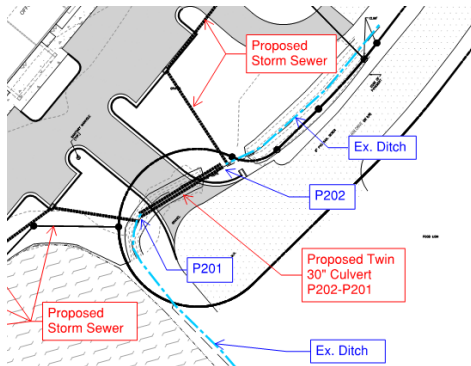 Proposed
Storm Sewer
Ex. Ditch
P202
P201
Proposed Twin
30" Culvert
P202-P201
Proposed
Storm Sewer
Ex. Ditch